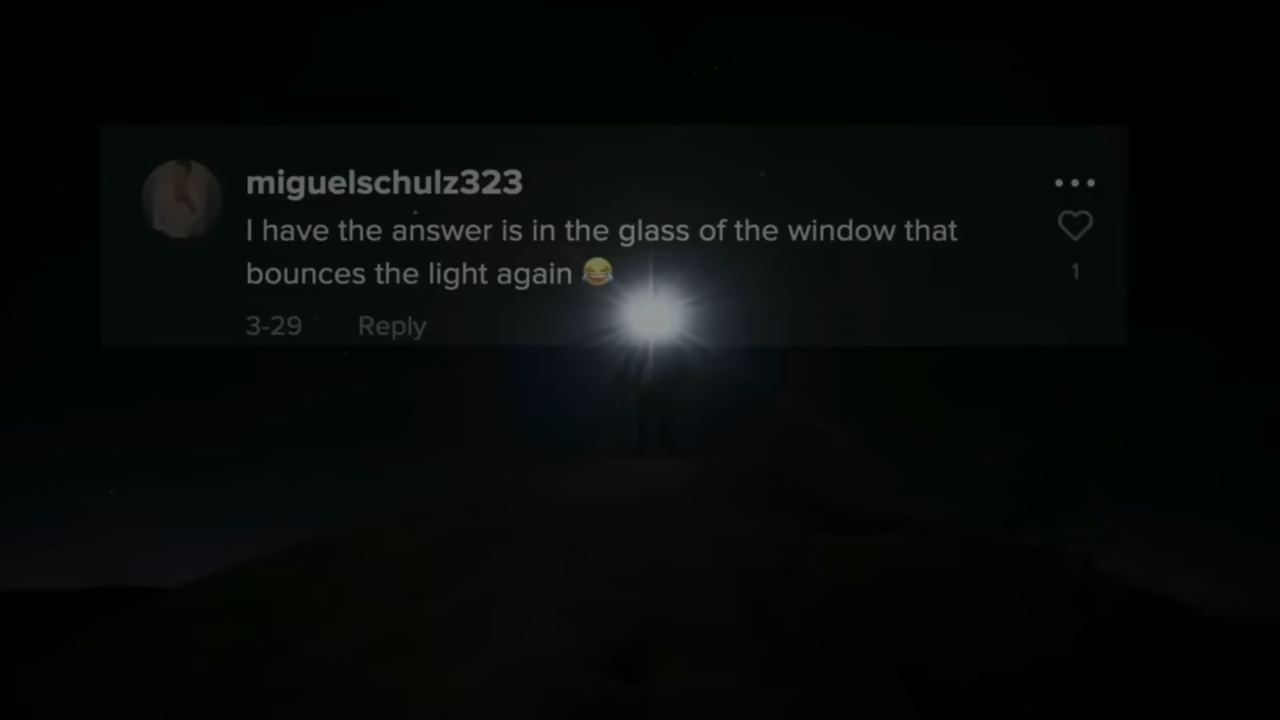 miguelschulz323
I have the answer is in the glass of the window that
bounces the light again 😂
1
3-29 Reply